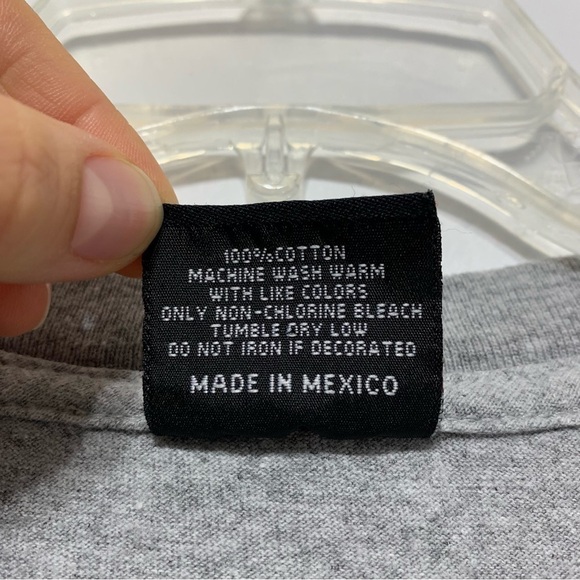 100%COTTON
MACHINE WASH WARM
WITH LIKE COLORS
ONLY NON-CHLORINE BLEACH
TUMBLE DRY LOW
DO NOT IRON IF DECORATED
MADE IN MEXICO